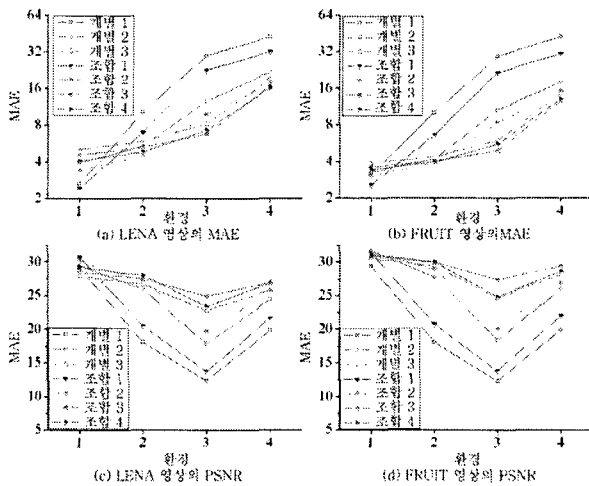 64
32
16
8
4
2
MAE
개별 1
개별 2
개별 3
조합 1
조합 2
조합 3
조합 4
1 2 3 4
환경
(a) LENA 영상의 MAE
64
32
16
8
4
2
MAE
개별 1
개별 2
개별 3
조합 1
조합 2
조합 3
조합 4
1 2 3 4
환경
(b) FRUIT 영상의MAE
30
25
20
15
10
5
MAE
개별 1
개별 2
개별 3
조합 1
조합 2
조합 3
조합 4
1 2 3 4
환경
(c) LENA 영상의 PSNR
30
25
20
15
10
5
MAE
개별 1
개별 2
개별 3
조합 1
조합 2
조합 3
조합 4
1 2 3 4
환경
(d) FRUIT 영상의 PSNR